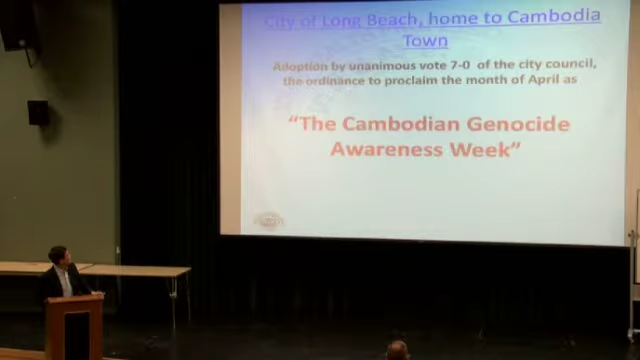 City of Long Beach, home to Cambodia
Town
Adoption by unanimous vote 7-0 of the city council,
the ordinance to proclaim the month of April as
“The Cambodian Genocide
Awareness Week”